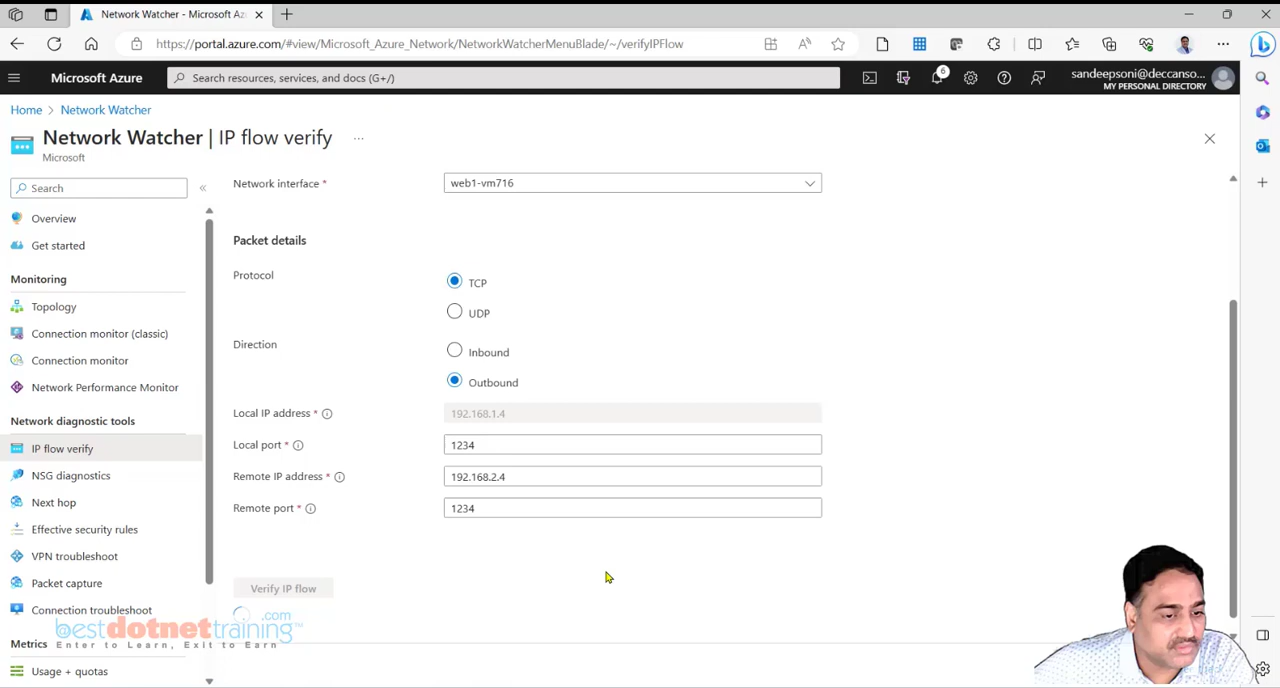 Network Watcher - Microsoft Az
https://portal.azure.com/#view/Microsoft_Azure_Network/NetworkWatcherMenuBlade/~/verifyIPFlow
Microsoft Azure
Search resources, services, and docs (G+/)
6
sandeepsoni@deccanso...
MY PERSONAL DIRECTORY
Home > Network Watcher
Network Watcher | IP flow verify ...
Microsoft
Search
«
Overview
Get started
Monitoring
Topology
Connection monitor (classic)
Connection monitor
Network Performance Monitor
Network diagnostic tools
IP flow verify
NSG diagnostics
Next hop
Effective security rules
VPN troubleshoot
Packet capture
Connection troubleshoot
Metrics
Usage + quotas
Network interface *
web1-vm716
Packet details
Protocol
TCP
UDP
Direction
Inbound
Outbound
Local IP address *
192.168.1.4
Local port *
1234
Remote IP address *
192.168.2.4
Remote port *
1234
Verify IP flow
bestdotnettraining.com™
Enter to Learn, Exit to Earn